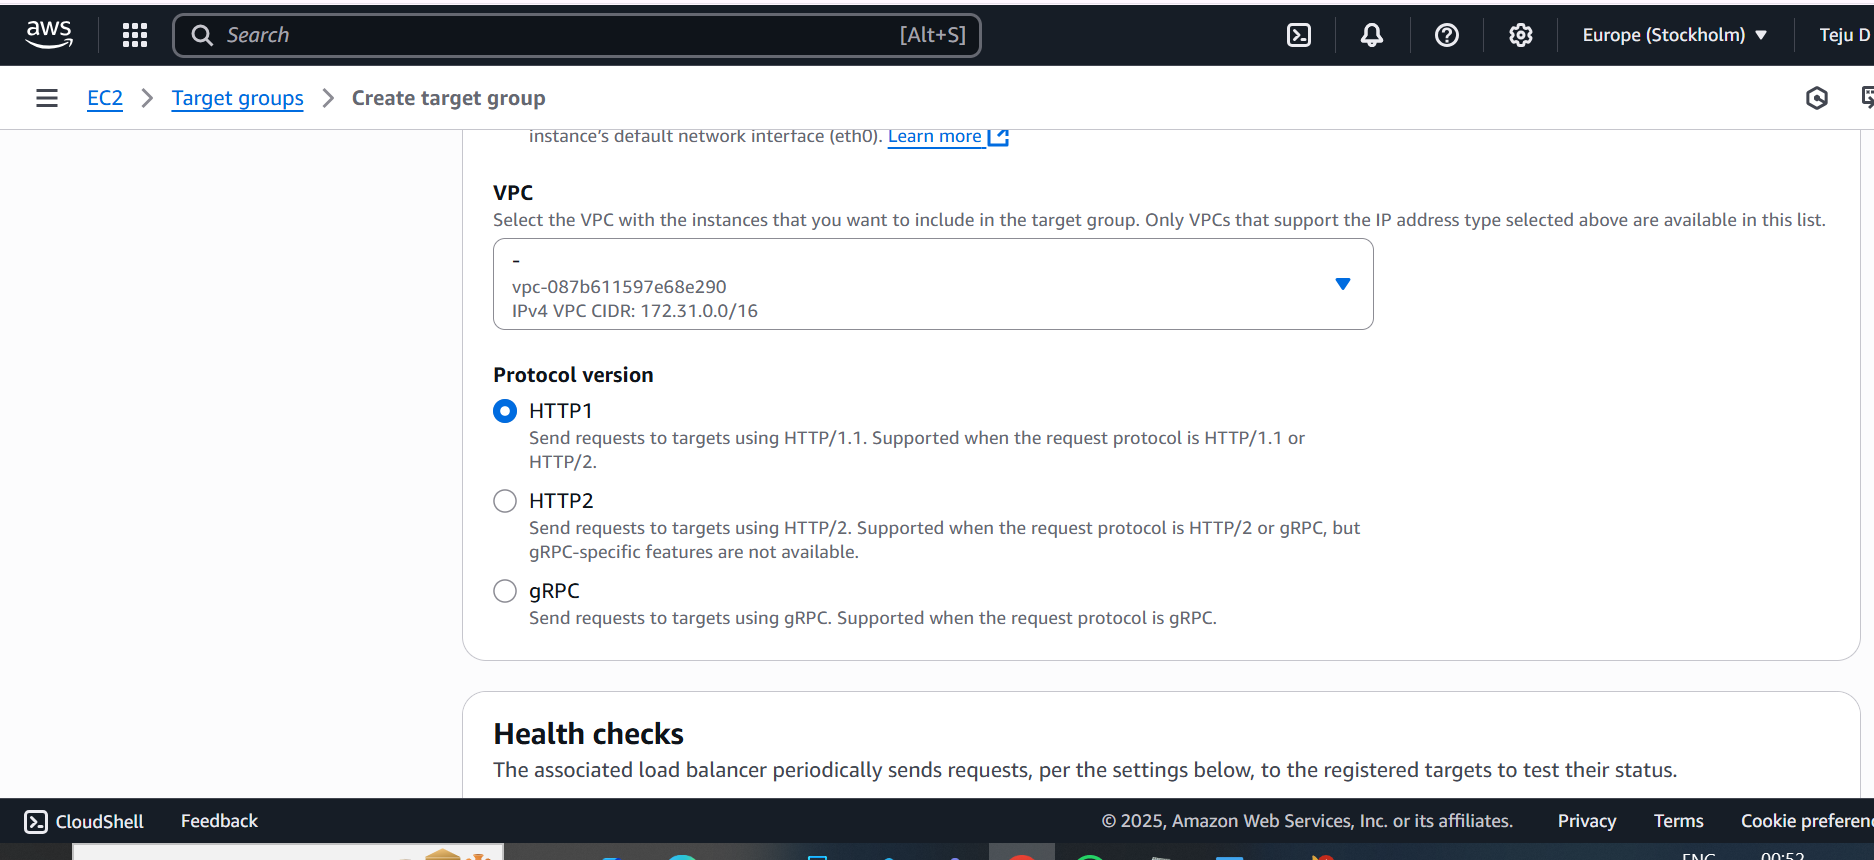 aws
Search
[Alt+S]
Europe (Stockholm)
Teju D
EC2
Target groups
Create target group
instance's default network interface (eth0). Learn more
VPC
Select the VPC with the instances that you want to include in the target group. Only VPCs that support the IP address type selected above are available in this list.
-
vpc-087b611597e68e290
IPv4 VPC CIDR: 172.31.0.0/16
Protocol version
HTTP1
Send requests to targets using HTTP/1.1. Supported when the request protocol is HTTP/1.1 or
HTTP/2.
HTTP2
Send requests to targets using HTTP/2. Supported when the request protocol is HTTP/2 or gRPC, but
gRPC-specific features are not available.
gRPC
Send requests to targets using gRPC. Supported when the request protocol is gRPC.
Health checks
The associated load balancer periodically sends requests, per the settings below, to the registered targets to test their status.
CloudShell
Feedback
© 2025, Amazon Web Services, Inc. or its affiliates.
Privacy
Terms
Cookie preferen
ENG
00:52